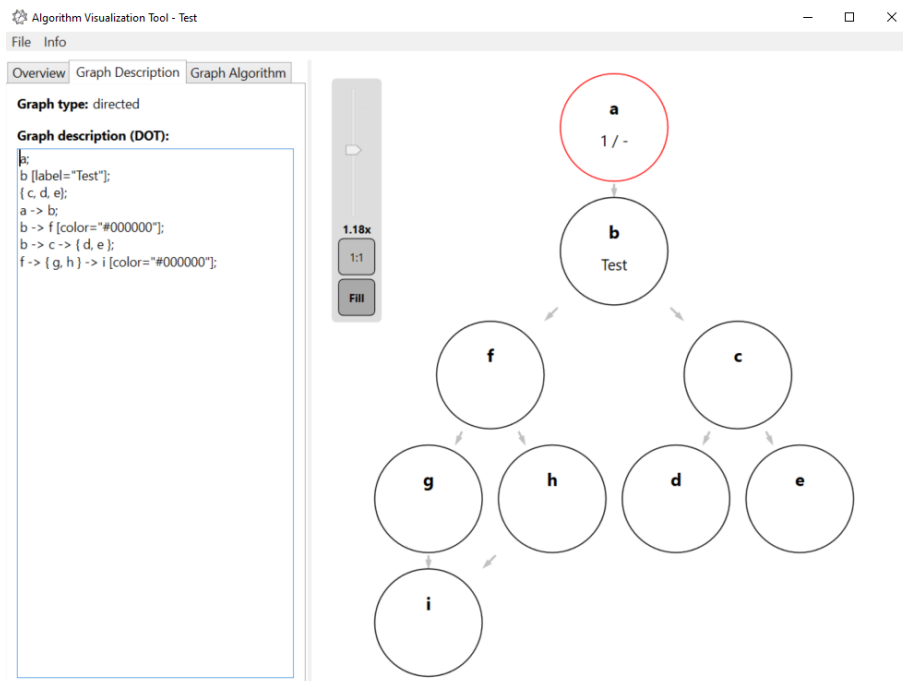 Algorithm Visualization Tool - Test
File Info
Overview Graph Description Graph Algorithm
Graph type: directed
Graph description (DOT):
a;
b [label="Test"];
{ c, d, e};
a -> b;
b -> f [color="#000000"];
b -> c -> { d, e };
f -> { g, h } -> i [color="#000000"];
1.18x
1:1
Fill
a
1 / -
b
Test
f
c
g
h
d
e
i